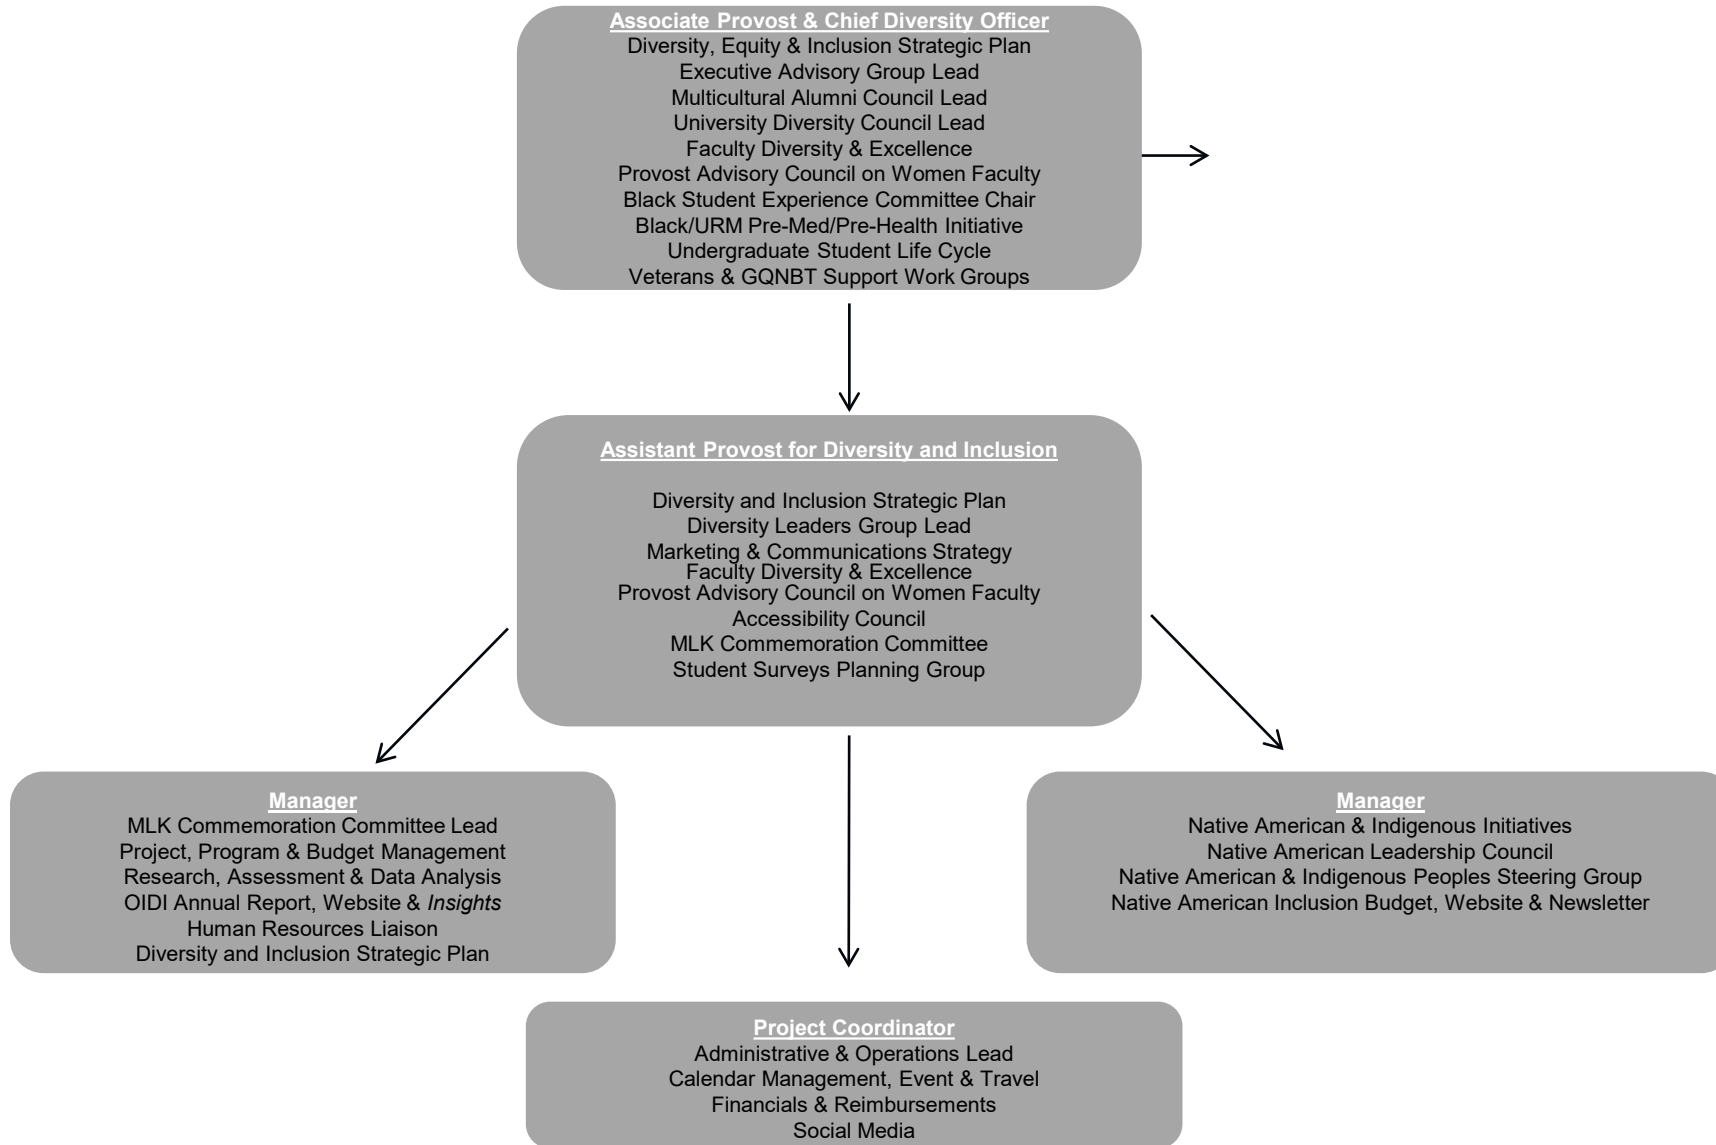 Associate Provost & Chief Diversity Officer
Diversity, Equity & Inclusion Strategic Plan
Executive Advisory Group Lead
Multicultural Alumni Council Lead
University Diversity Council Lead
Faculty Diversity & Excellence
Provost Advisory Council on Women Faculty
Black Student Experience Committee Chair
Black/URM Pre-Med/Pre-Health Initiative
Undergraduate Student Life Cycle
Veterans & GQNBT Support Work Groups
Assistant Provost for Diversity and Inclusion
Diversity and Inclusion Strategic Plan
Diversity Leaders Group Lead
Marketing & Communications Strategy
Faculty Diversity & Excellence
Provost Advisory Council on Women Faculty
Accessibility Council
MLK Commemoration Committee
Student Surveys Planning Group
Manager
MLK Commemoration Committee Lead
Project, Program & Budget Management
Research, Assessment & Data Analysis
OIDI Annual Report, Website & Insights
Human Resources Liaison
Diversity and Inclusion Strategic Plan
Manager
Native American & Indigenous Initiatives
Native American Leadership Council
Native American & Indigenous Peoples Steering Group
Native American Inclusion Budget, Website & Newsletter
Project Coordinator
Administrative & Operations Lead
Calendar Management, Event & Travel
Financials & Reimbursements
Social Media